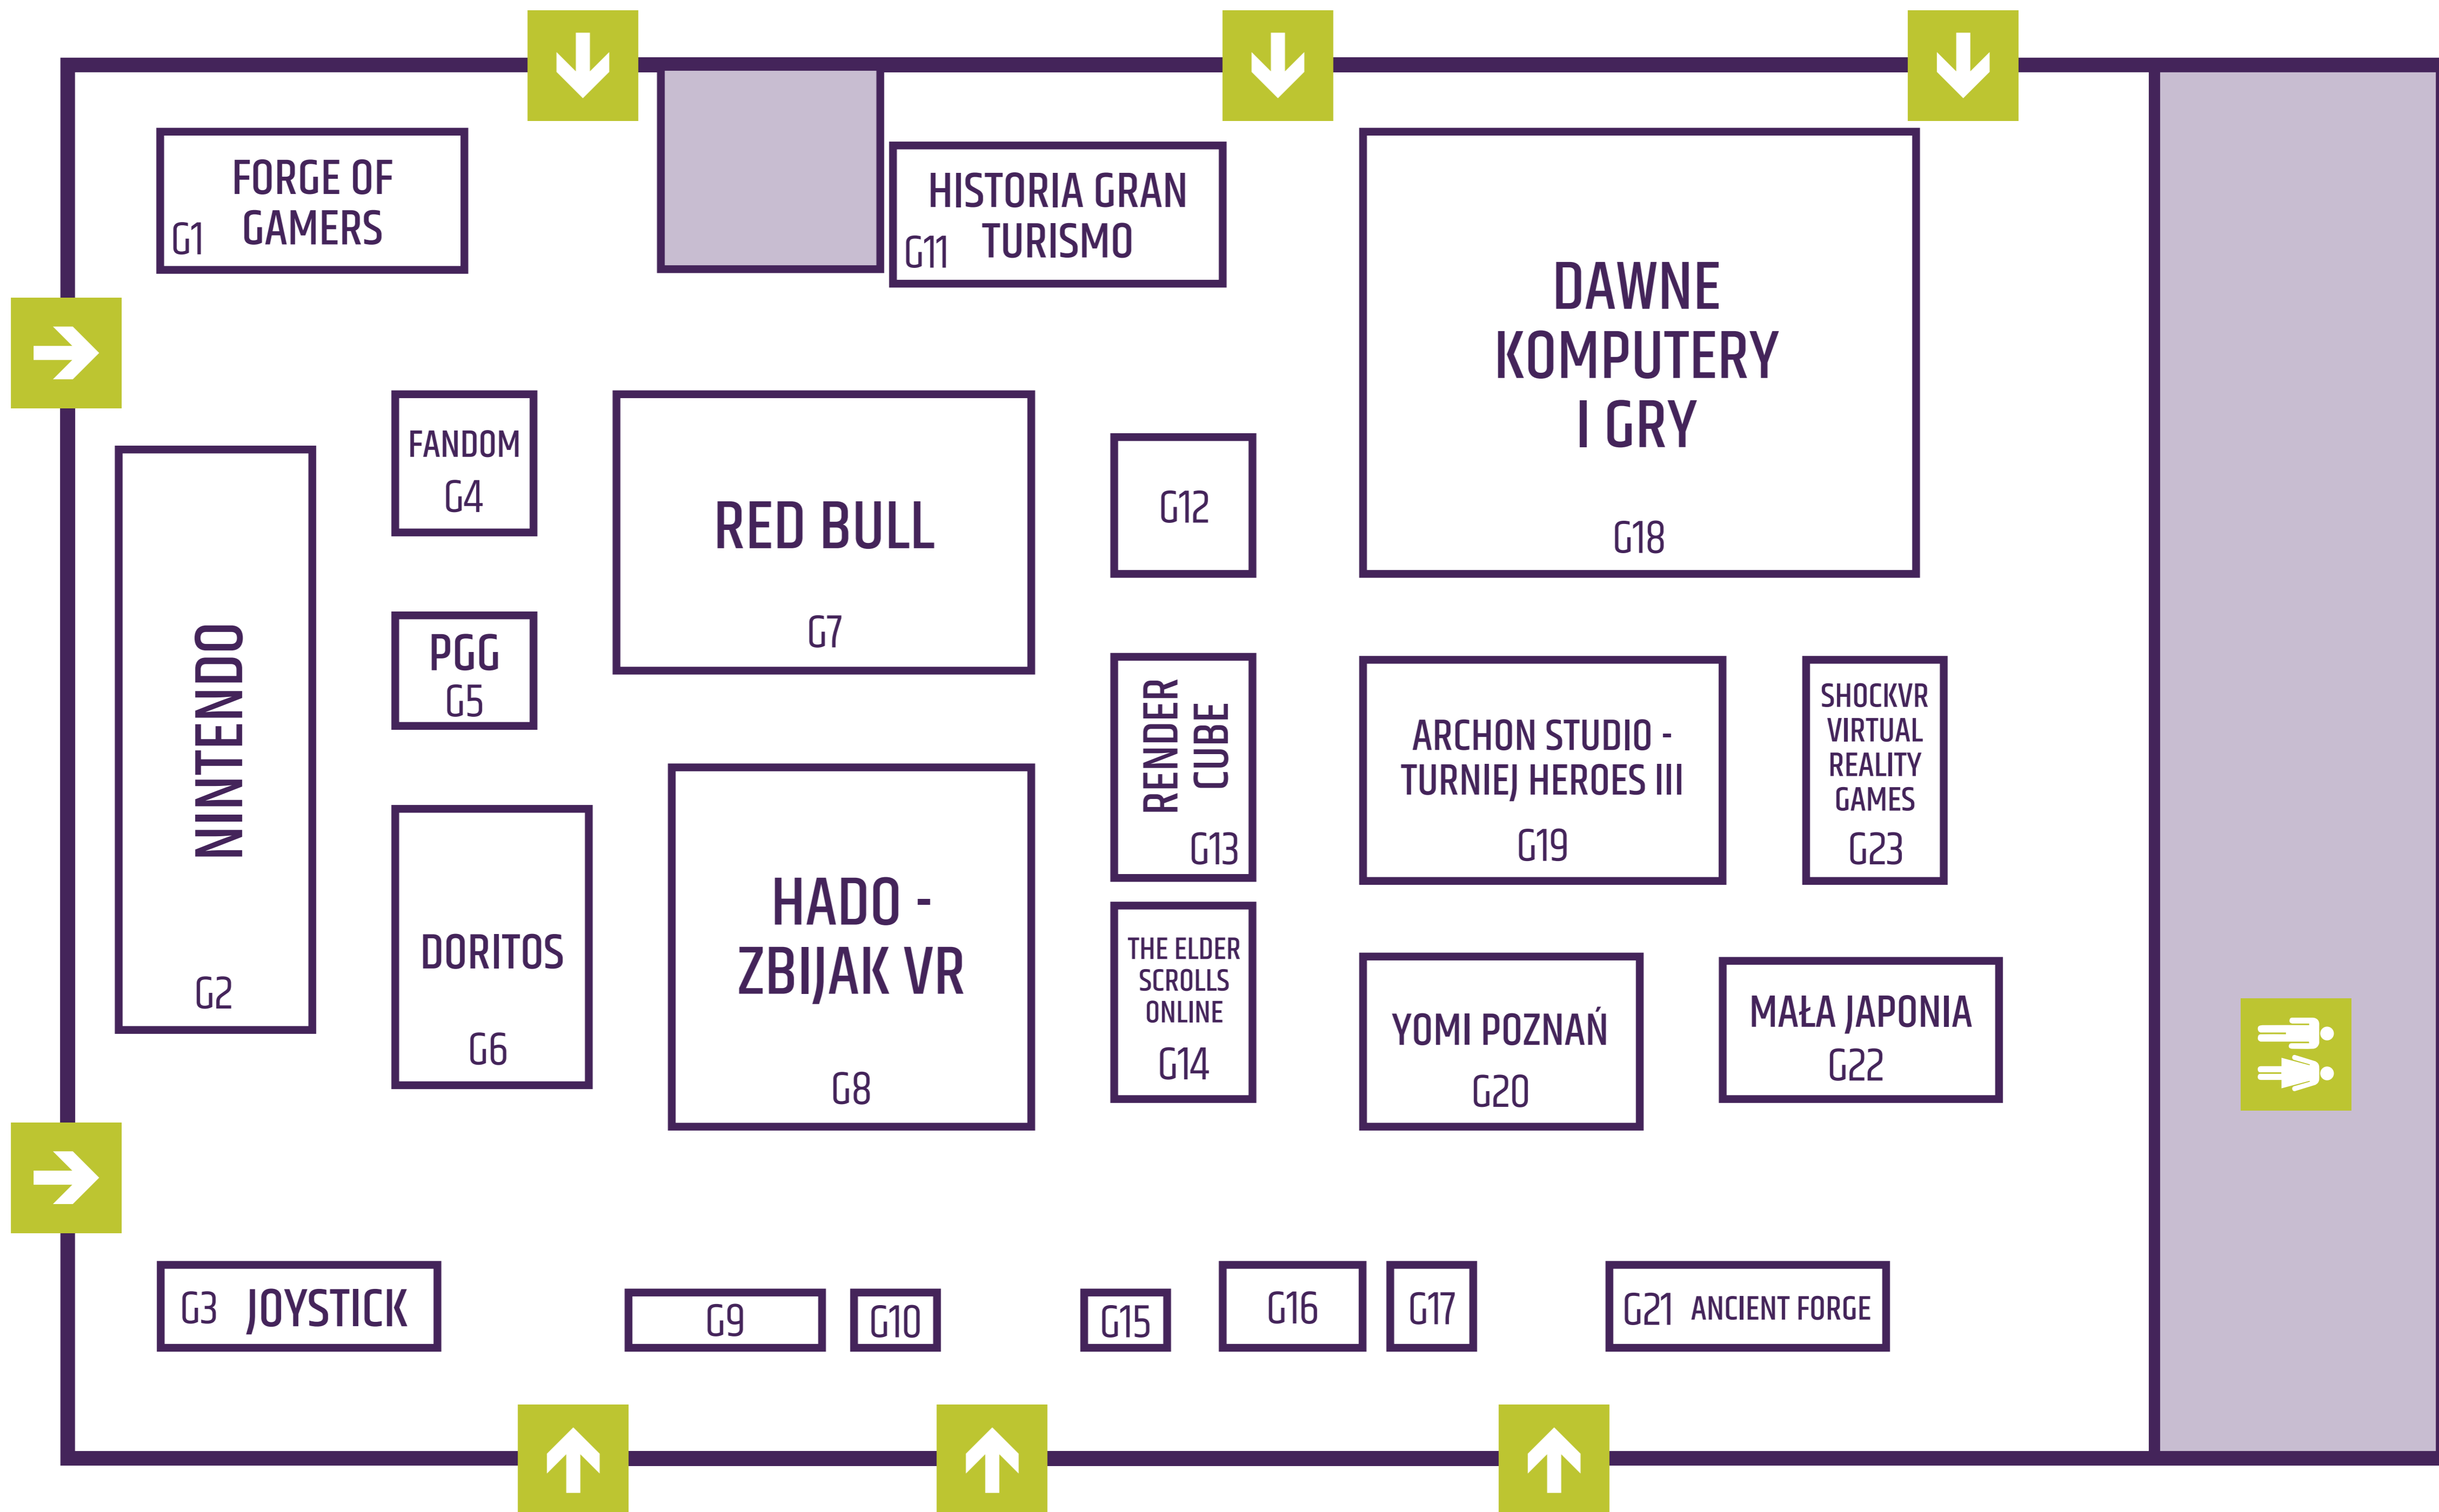 FORGE OF
GAMERS
G1
HISTORIA GRAN
TURISMO
G11
DAWNE
KOMPUTERY
I GRY
G18
FANDOM
G4
RED BULL
G7
G12
NINTENDO
G2
PGG
G5
RENDER
CUBE
G13
ARCHON STUDIO -
TURNIEJ HEROES III
G19
SHOCKVR
VIRTUAL
REALITY
GAMES
G23
DORITOS
G6
HADO -
ZBIJAK VR
G8
THE ELDER
SCROLLS
ONLINE
G14
YOMI POZNAŃ
G20
MAŁA JAPONIA
G22
G3 JOYSTICK
G9
G10
G15
G16
G17
G21 ANCIENT FORGE